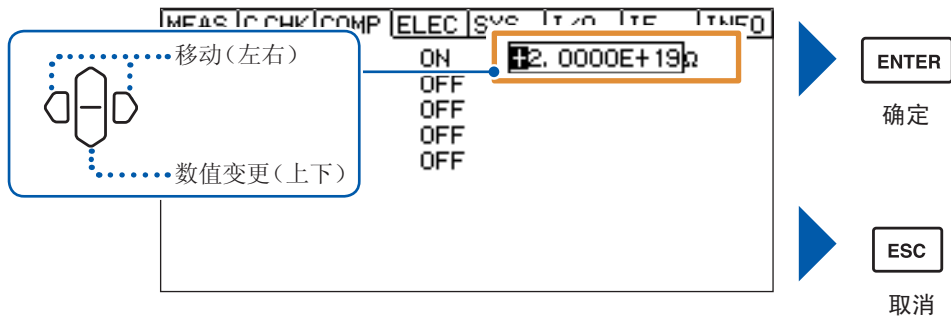 MEAS C.CHK COMP ELEC SYS I/O IF INFO
移动（左右）
ON +2. 0000E+19Ω
OFF
OFF
OFF
OFF
数值变更（上下）
ENTER
确定
ESC
取消